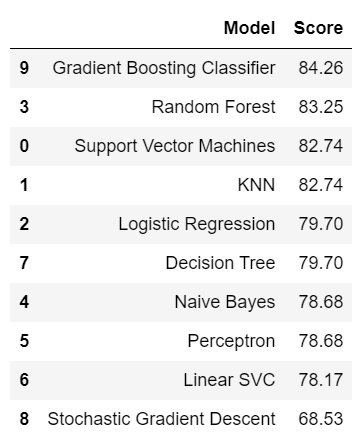 Model Score
9 Gradient Boosting Classifier 84.26
3 Random Forest 83.25
0 Support Vector Machines 82.74
1 KNN 82.74
2 Logistic Regression 79.70
7 Decision Tree 79.70
4 Naive Bayes 78.68
5 Perceptron 78.68
6 Linear SVC 78.17
8 Stochastic Gradient Descent 68.53